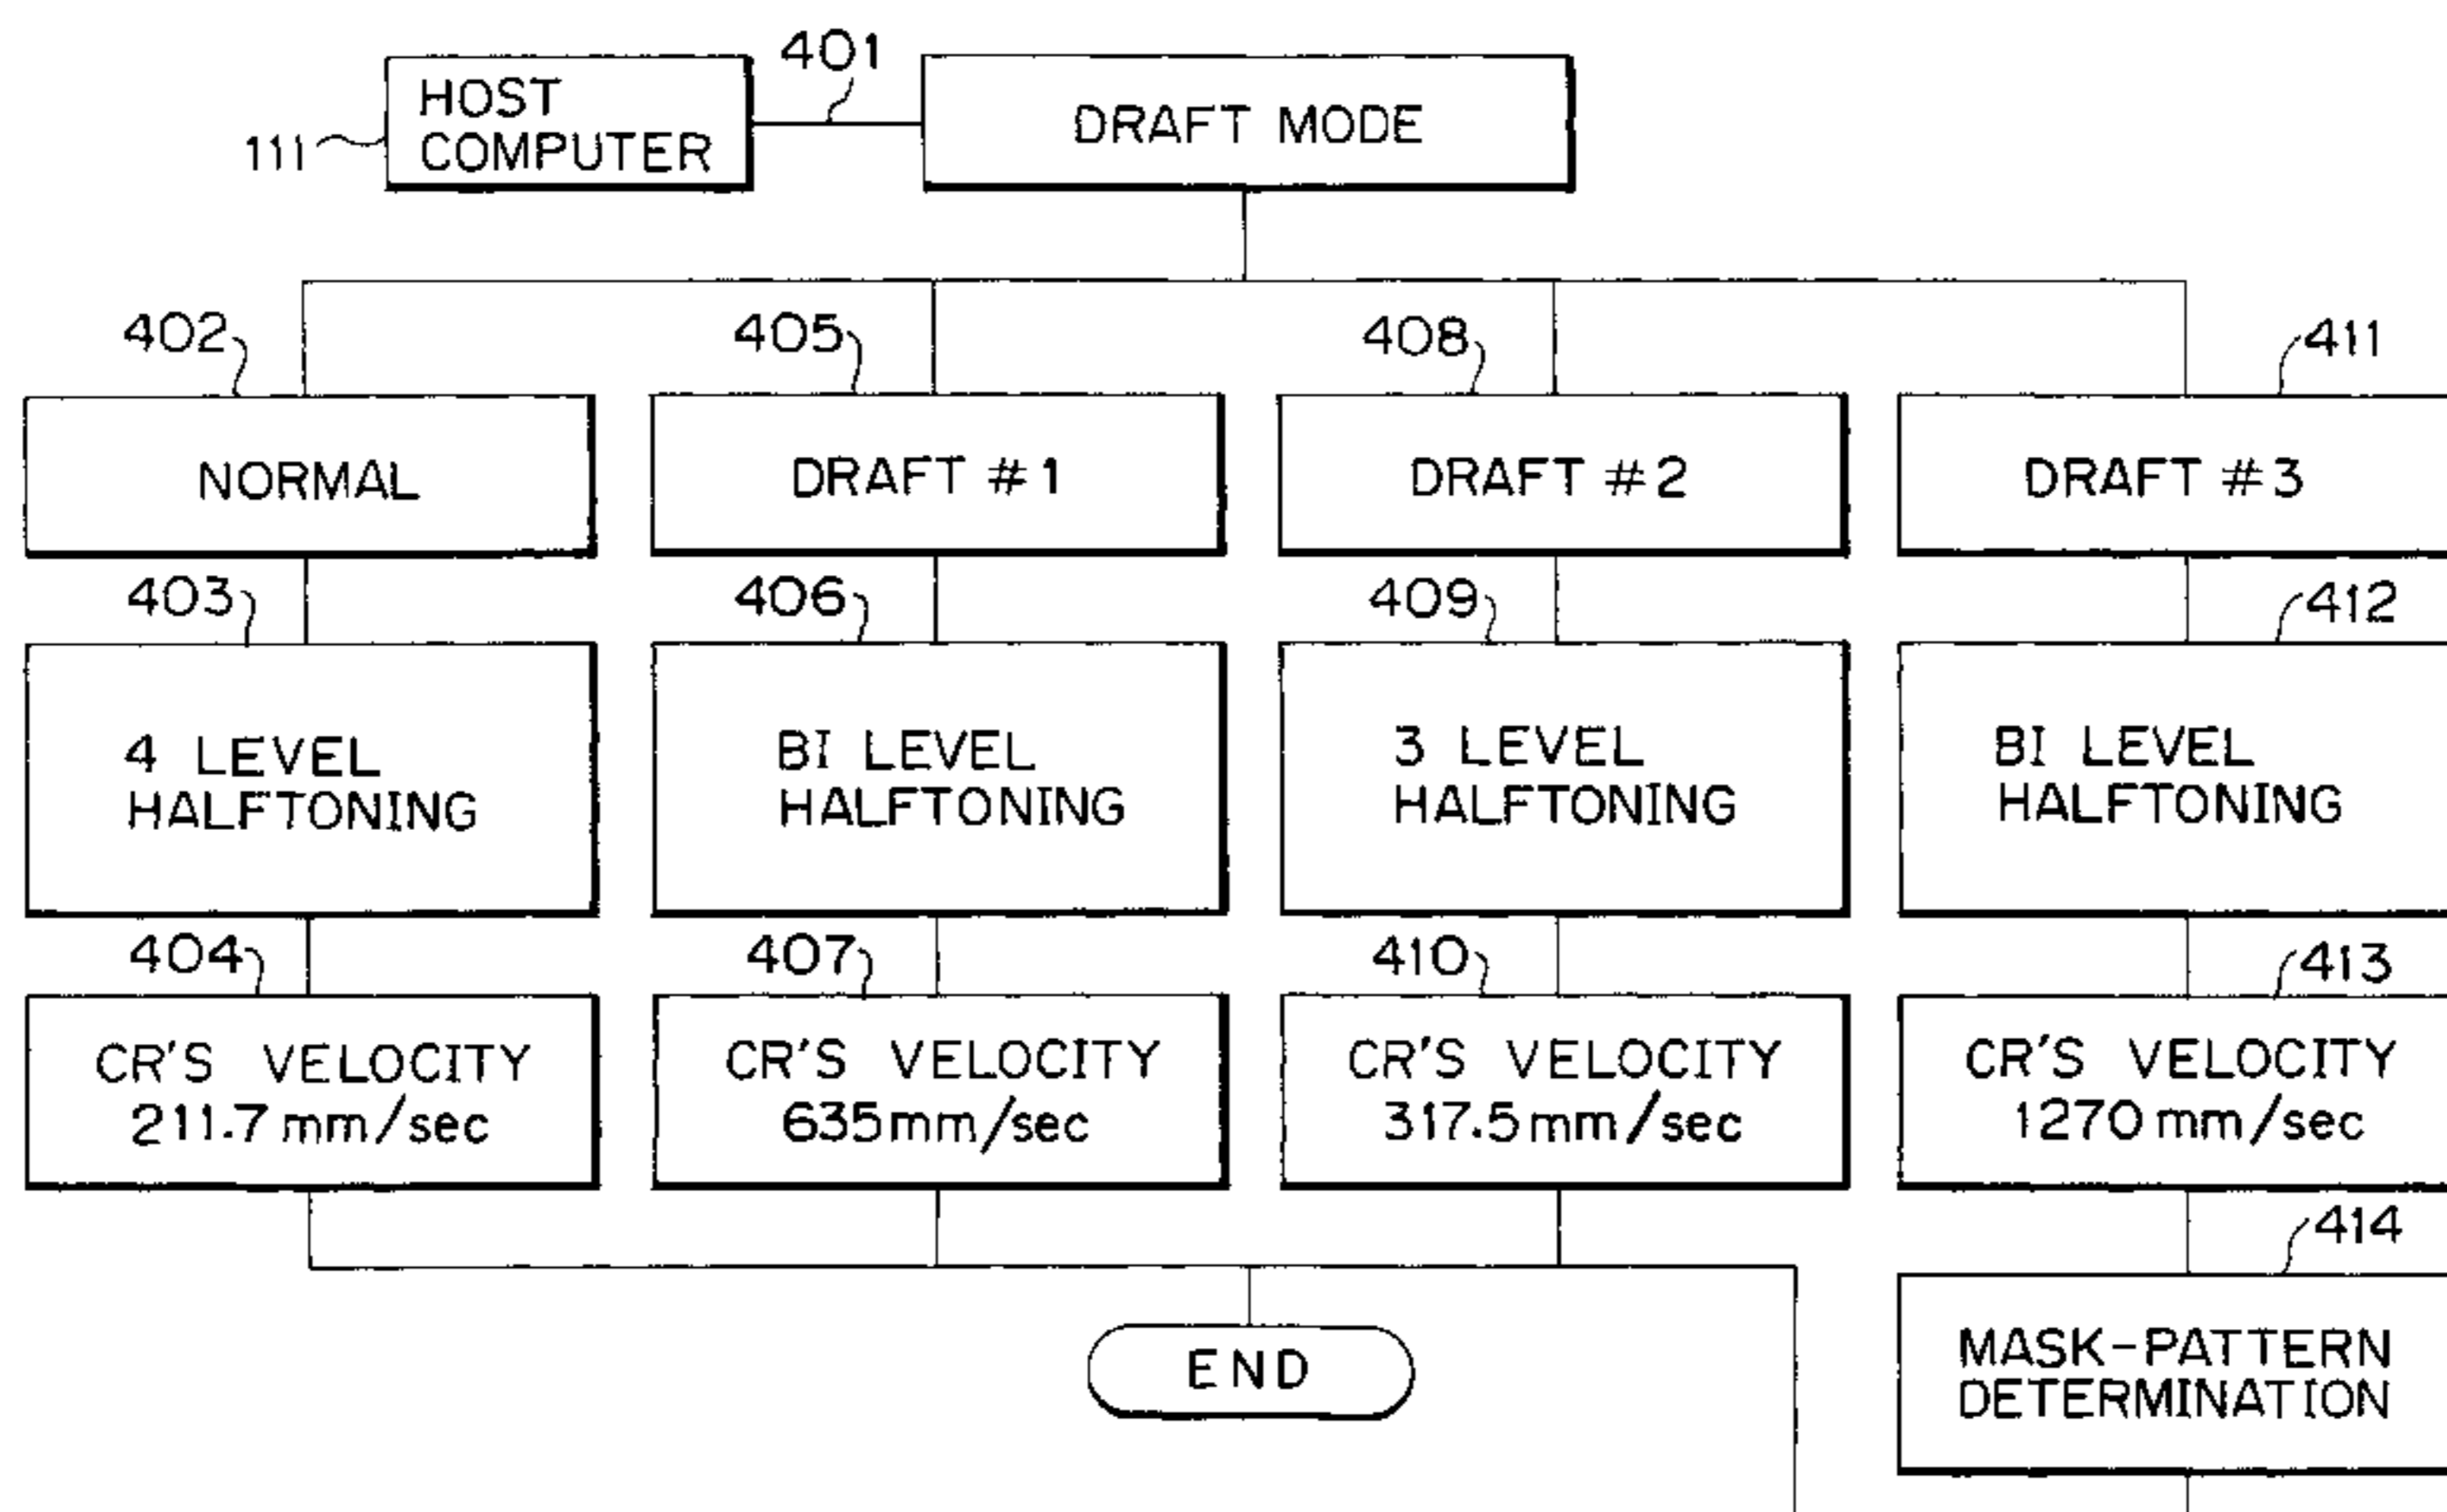 401
HOST
COMPUTER
DRAFT MODE
111
402
405
408
411
NORMAL
DRAFT #1
DRAFT #2
DRAFT #3
403
406
409
412
4 LEVEL
HALFTONING
BI LEVEL
HALFTONING
3 LEVEL
HALFTONING
BI LEVEL
HALFTONING
404
407
410
413
CR'S VELOCITY
211.7 mm/sec
CR'S VELOCITY
635 mm/sec
CR'S VELOCITY
317.5 mm/sec
CR'S VELOCITY
1270 mm/sec
414
END
MASK-PATTERN
DETERMINATION